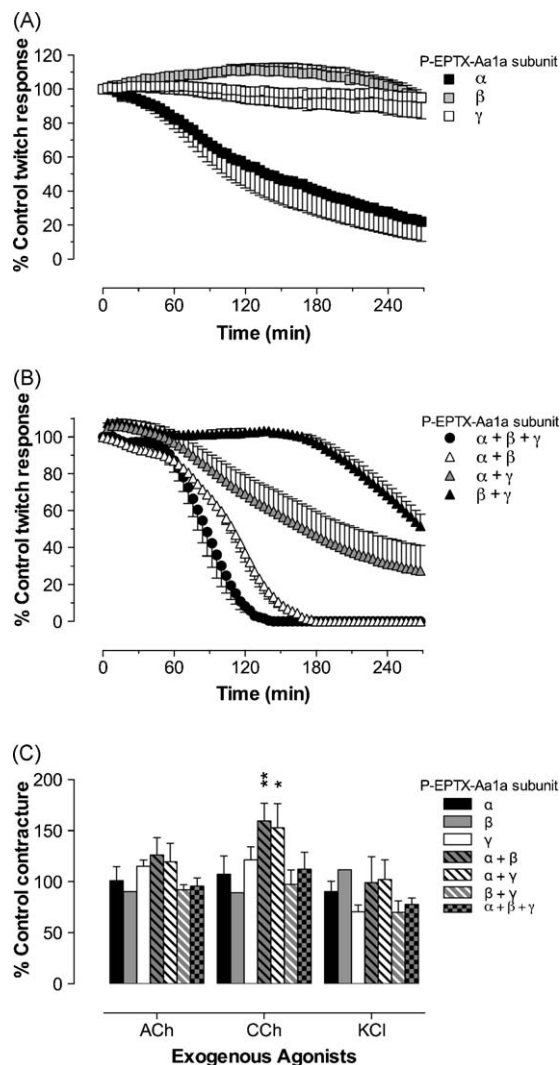 (A)
120
100
80
60
40
20
0
% Control twitch response
P-EPTX-Aa1a subunit
α
β
γ
0 60 120 180 240
Time (min)
(B)
100
80
60
40
20
0
% Control twitch response
P-EPTX-Aa1a subunit
α + β + γ
α + β
α + γ
β + γ
0 60 120 180 240
Time (min)
(C)
200
150
100
50
0
% Control contracture
** *
P-EPTX-Aa1a subunit
α
β
γ
α + β
α + γ
β + γ
α + β + γ
ACh CCh KCl
Exogenous Agonists